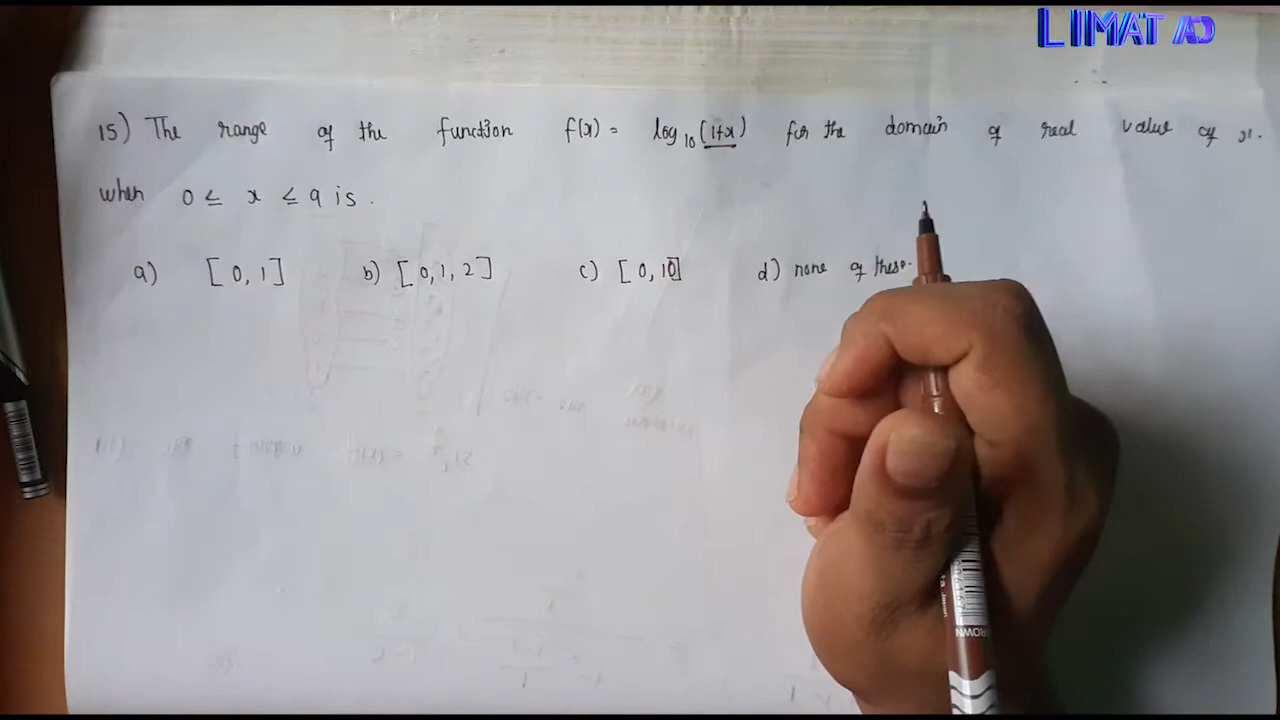 LIMAT AD
15) The range of the function f(x) = log₁₀ (1+x) for the domain of real value of x.
when 0 ≤ x ≤ 9 is.
a) [0, 1] b) [0, 1, 2] c) [0, 10] d) none of these.
BROWN